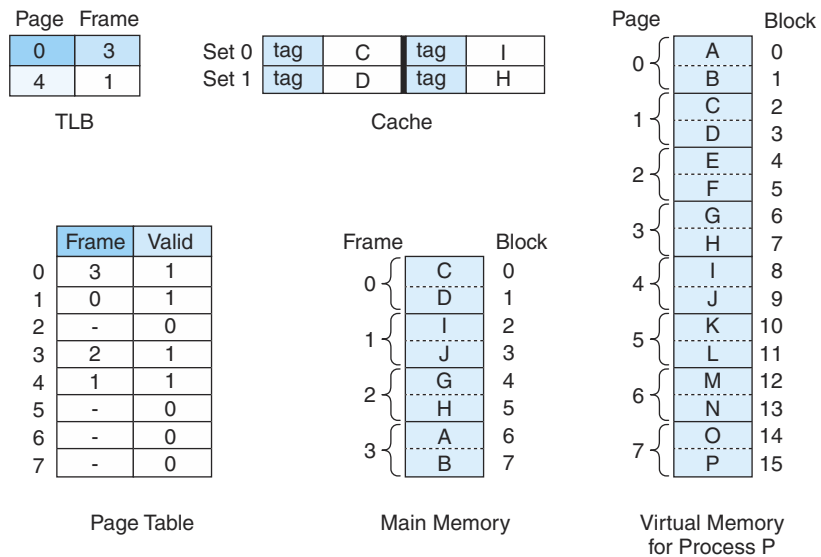 Page Frame
0 3
4 1
TLB
Set 0 tag C tag I
Set 1 tag D tag H
Cache
Frame Valid
0 3 1
1 0 1
2 - 0
3 2 1
4 1 1
5 - 0
6 - 0
7 - 0
Page Table
Frame Block
0 C 0
D 1
1 I 2
J 3
2 G 4
H 5
3 A 6
B 7
Main Memory
Page Block
0 A 0
B 1
1 C 2
D 3
2 E 4
F 5
3 G 6
H 7
4 I 8
J 9
5 K 10
L 11
6 M 12
N 13
7 O 14
P 15
Virtual Memory
for Process P